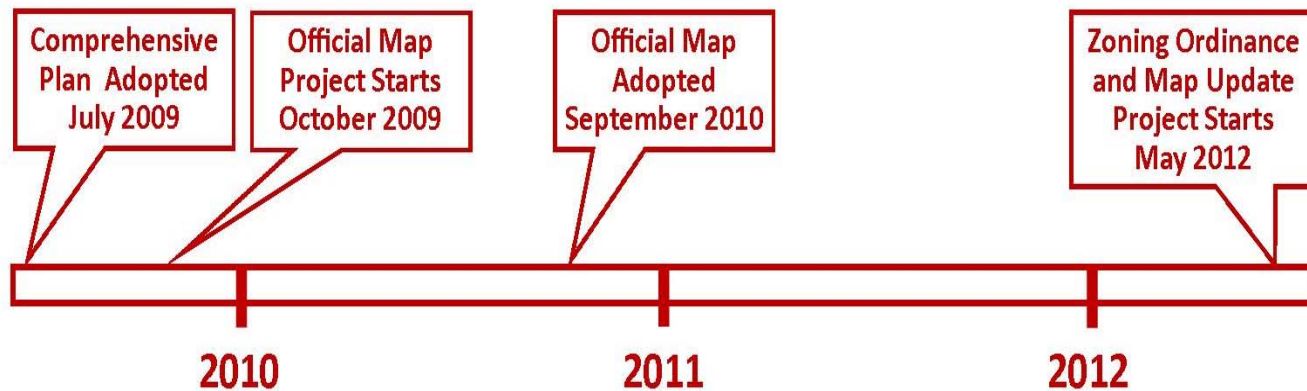 Comprehensive
Plan Adopted
July 2009
Official Map
Project Starts
October 2009
Official Map
Adopted
September 2010
Zoning Ordinance
and Map Update
Project Starts
May 2012
2010
2011
2012